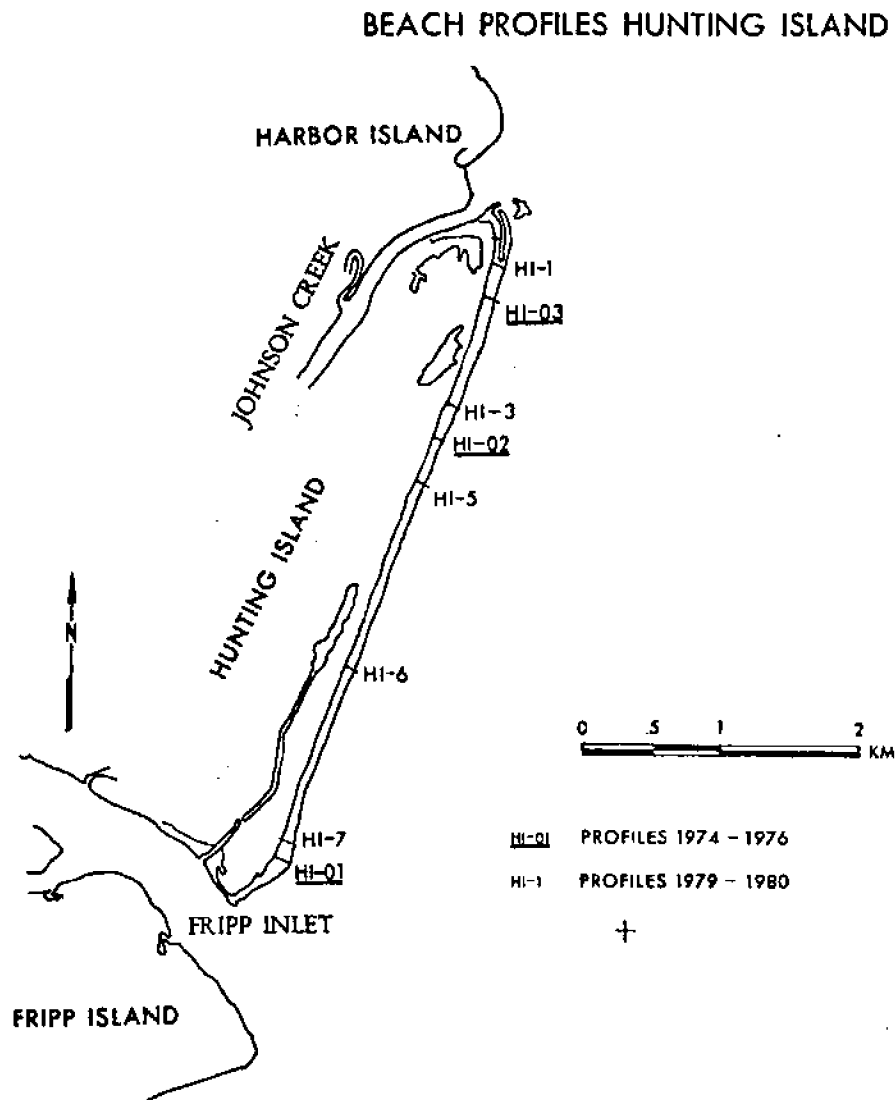 BEACH PROFILES HUNTING ISLAND
HARBOR ISLAND
JOHNSON CREEK
HI-1
HI-03
HI-3
HI-02
HI-5
HUNTING ISLAND
N
HI-6
0 .5 1 2
KM
HI-7
HI-01
HI-01 PROFILES 1974 - 1976
HI-1 PROFILES 1979 - 1980
FRIPP INLET
FRIPP ISLAND